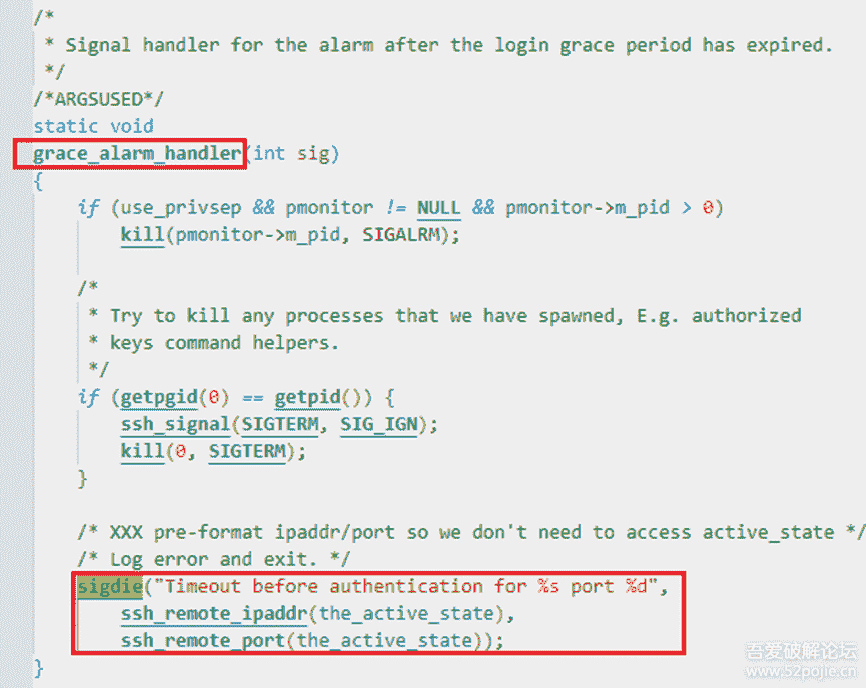 /*
 * Signal handler for the alarm after the login grace period has expired.
 */
/*ARGSUSED*/
static void
grace_alarm_handler(int sig)
{
    if (use_privsep && pmonitor != NULL && pmonitor->m_pid > 0)
        kill(pmonitor->m_pid, SIGALRM);

    /*
     * Try to kill any processes that we have spawned, E.g. authorized
     * keys command helpers.
     */
    if (getpgid(0) == getpid()) {
        ssh_signal(SIGTERM, SIG_IGN);
        kill(0, SIGTERM);
    }

    /* XXX pre-format ipaddr/port so we don't need to access active_state */
    /* Log error and exit. */
    sigdie("Timeout before authentication for %s port %d",
        ssh_remote_ipaddr(the_active_state),
        ssh_remote_port(the_active_state));
}
吾爱破解论坛
www.52pojie.cn